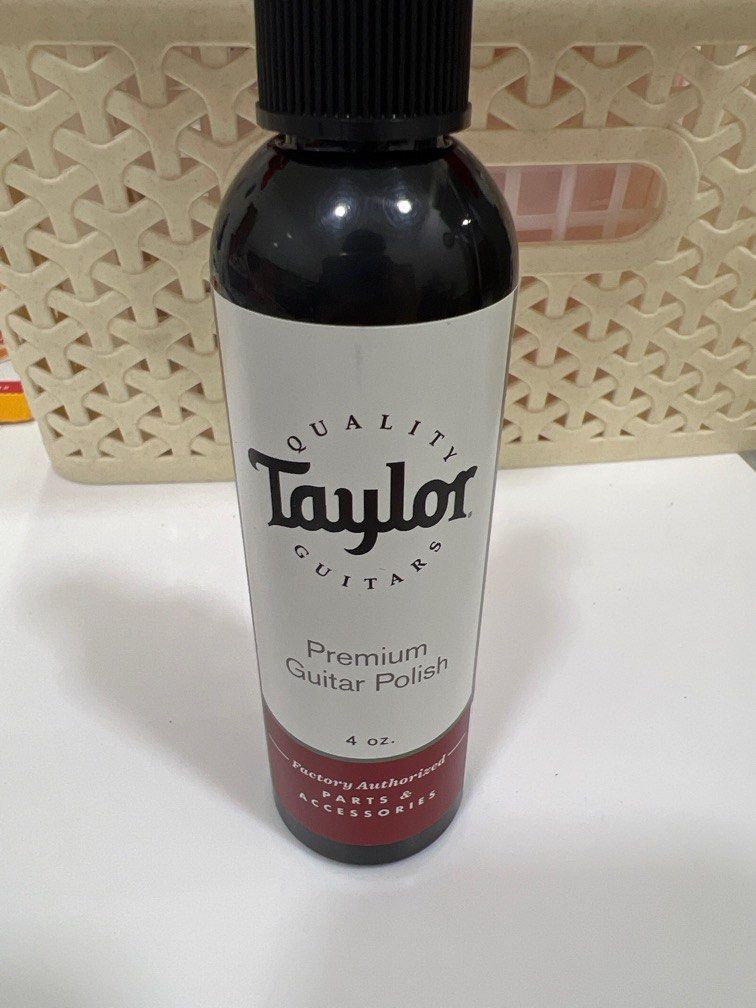 QUALITY
Taylor
GUITARS
Premium
Guitar Polish
4 oz.
Factory Authorized
PARTS &
ACCESSORIES